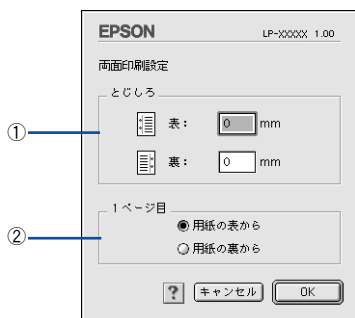 EPSON LP-XXXXX 1.00
両面印刷設定
とじしろ
① 表： 0 mm
裏： 0 mm
1ページ目
② 用紙の表から
用紙の裏から
? キャンセル OK